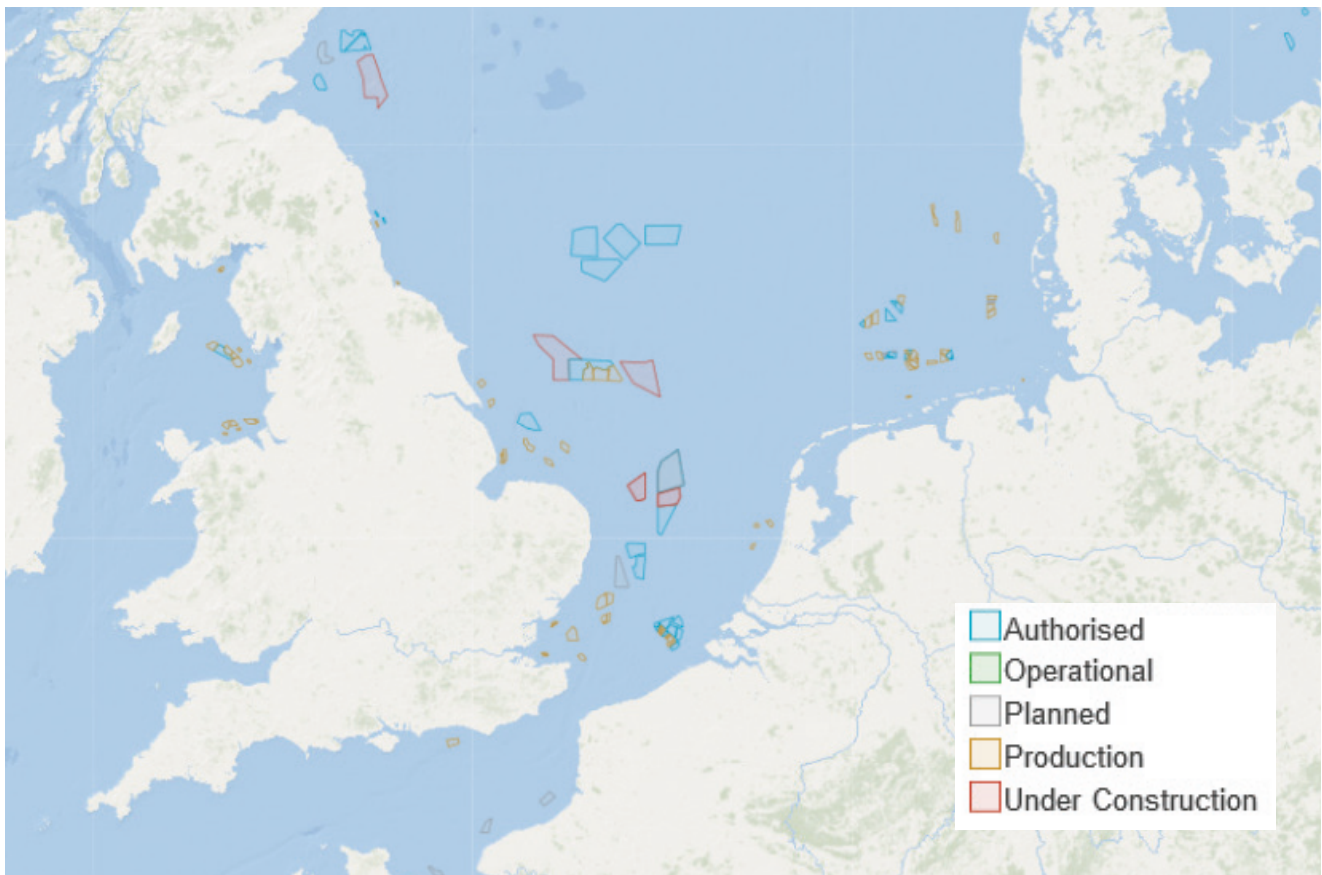 Authorised
Operational
Planned
Production
Under Construction